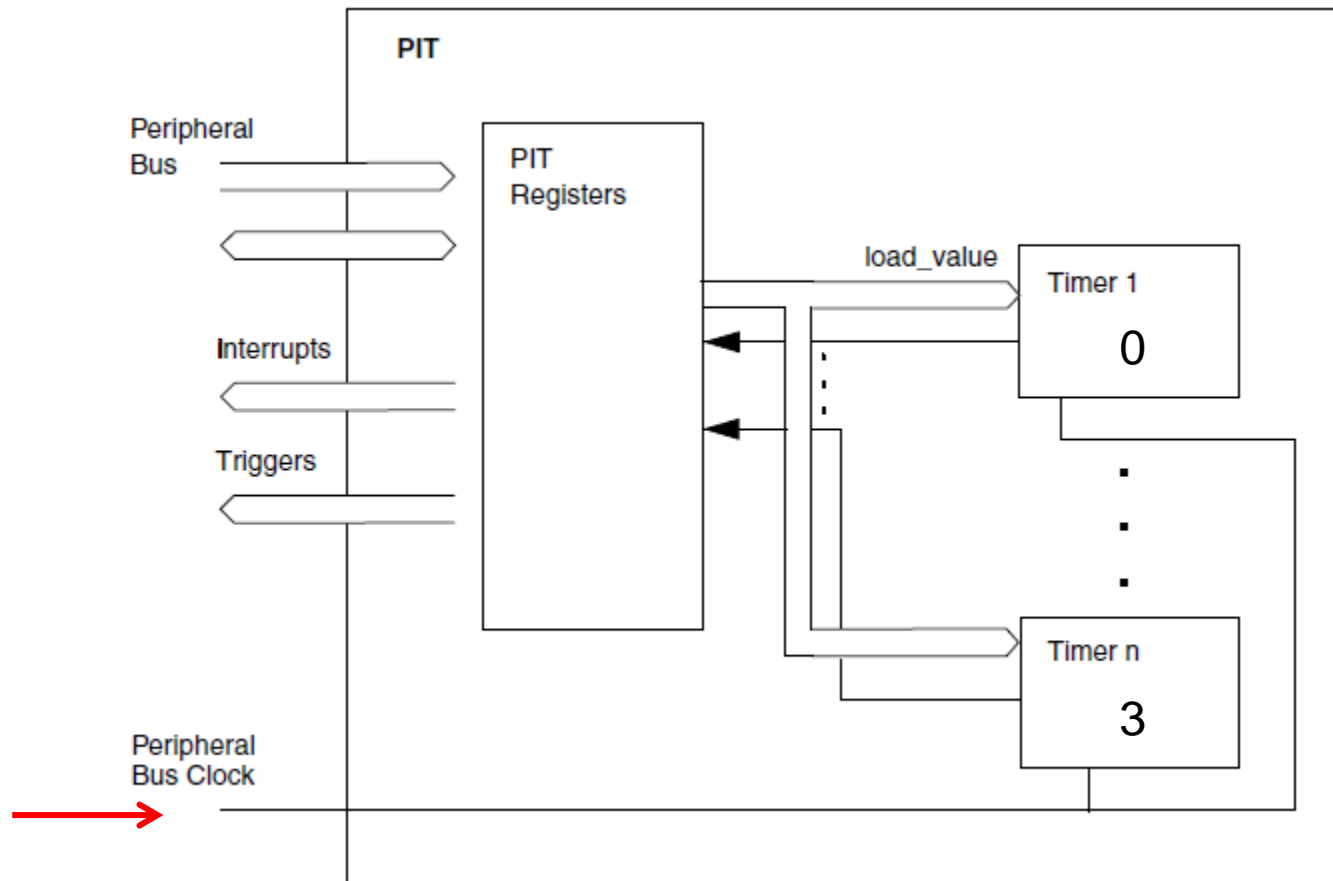 PIT
Peripheral
Bus
PIT
Registers
load_value
Timer 1
0
Interrupts
Triggers
Timer n
3
Peripheral
Bus Clock